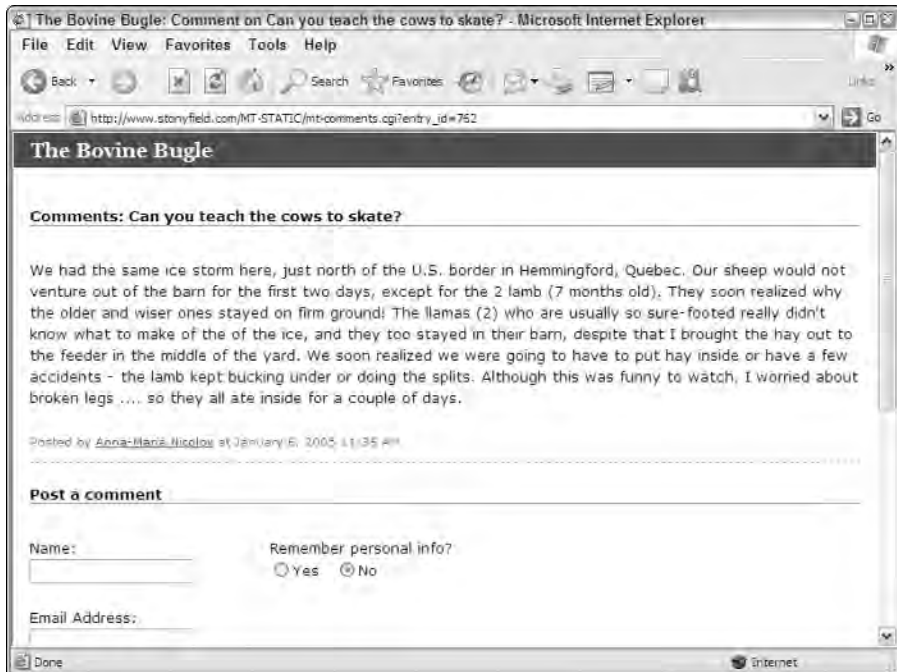 The Bovine Bugle: Comment on Can you teach the cows to skate? - Microsoft Internet Explorer
File Edit View Favorites Tools Help
Back Search Favorites Links
Address http://www.stonyfield.com/MT-STATIC/mt-comments.cgi?entry_id=762 Go
The Bovine Bugle
Comments: Can you teach the cows to skate?
We had the same ice storm here, just north of the U.S. border in Hemmingford, Quebec. Our sheep would not
venture out of the barn for the first two days, except for the 2 lamb (7 months old). They soon realized why
the older and wiser ones stayed on firm ground! The llamas (2) who are usually so sure-footed really didn't
know what to make of the of the ice, and they too stayed in their barn, despite that I brought the hay out to
the feeder in the middle of the yard. We soon realized we were going to have to put hay inside or have a few
accidents - the lamb kept bucking under or doing the splits. Although this was funny to watch, I worried about
broken legs .... so they all ate inside for a couple of days.
Posted by Anna-Maria Nicolov at January 6, 2005 11:35 AM
Post a comment
Name: Remember personal info?
Yes No
Email Address:
Done Internet